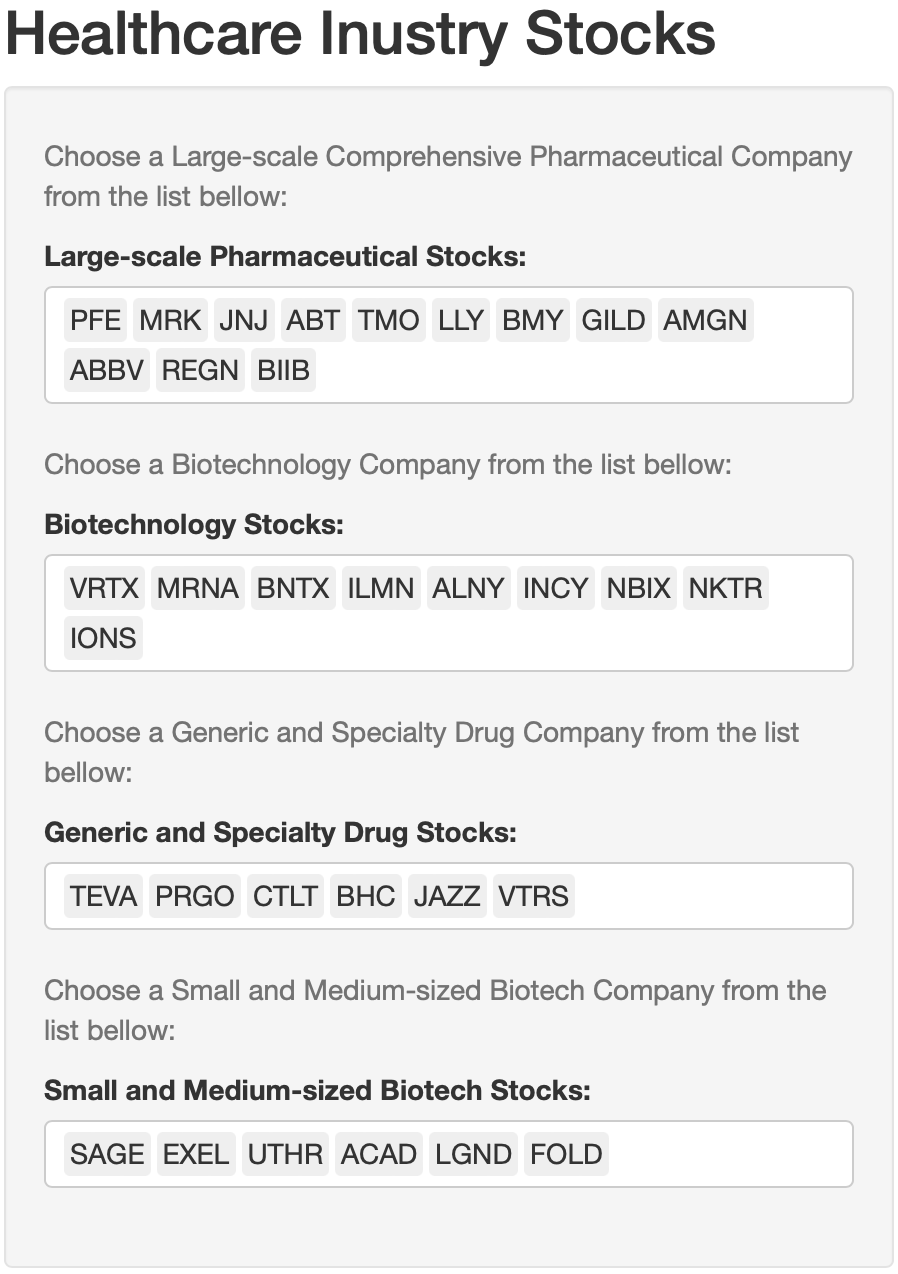 Healthcare Inustry Stocks
Choose a Large-scale Comprehensive Pharmaceutical Company
from the list bellow:
Large-scale Pharmaceutical Stocks:
PFE MRK JNJ ABT TMO LLY BMY GILD AMGN
ABBV REGN BIIB
Choose a Biotechnology Company from the list bellow:
Biotechnology Stocks:
VRTX MRNA BNTX ILMN ALNY INCY NBIX NKTR
IONS
Choose a Generic and Specialty Drug Company from the list
bellow:
Generic and Specialty Drug Stocks:
TEVA PRGO CTLT BHC JAZZ VTRS
Choose a Small and Medium-sized Biotech Company from the
list bellow:
Small and Medium-sized Biotech Stocks:
SAGE EXEL UTHR ACAD LGND FOLD